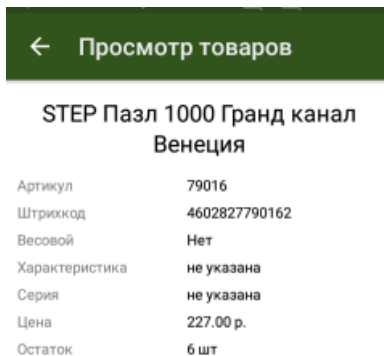 Просмотр товаров
STEP Пазл 1000 Гранд канал
Венеция
Артикул 79016
Штрихкод 4602827790162
Весовой Нет
Характеристика не указана
Серия не указана
Цена 227.00 р.
Остаток 6 шт